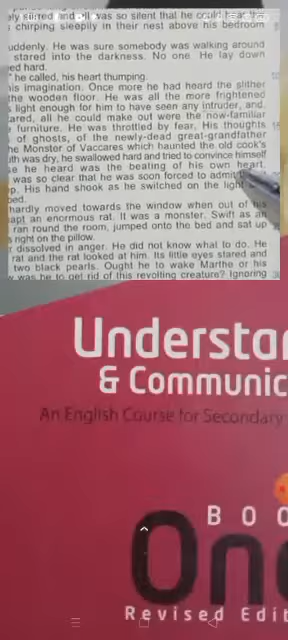 stirred and all was so silent that he could hear the
chirping sleepily in their nest above his bedroom
uddenly. He was sure somebody was walking around
stared into the darkness. No one. He lay down
ed hard.
he called, his heart thumping.
is imagination. Once more he had heard the slither
the wooden floor. He was all the more frightened
s light enough for him to have seen any intruder, and
ared, all he could make out were the now-familiar
furniture. He was throttled by fear. His thoughts
of ghosts, of the newly-dead great-grandfather
he Monster of Vaccares which haunted the old cook's
uth was dry, he swallowed hard and tried to convince himself
e he heard was the beating of his own heart.
was so clear that he was soon forced to admit
p. His hand shook as he switched on the light
bed.
hardly moved towards the window when out of his
apt an enormous rat. It was a monster. Swift as an
ran round the room, jumped onto the bed and sat up
right on the pillow.
r dissolved in anger. He did not know what to do. He
rat and the rat looked at him. Its little eyes stared and
two black pearls. Ought he to wake Marthe or his
w was he to get rid of this revolting creature? Ignoring
Understa
& Communic
An English Course for Secondary
BOO
One
Revised Edit